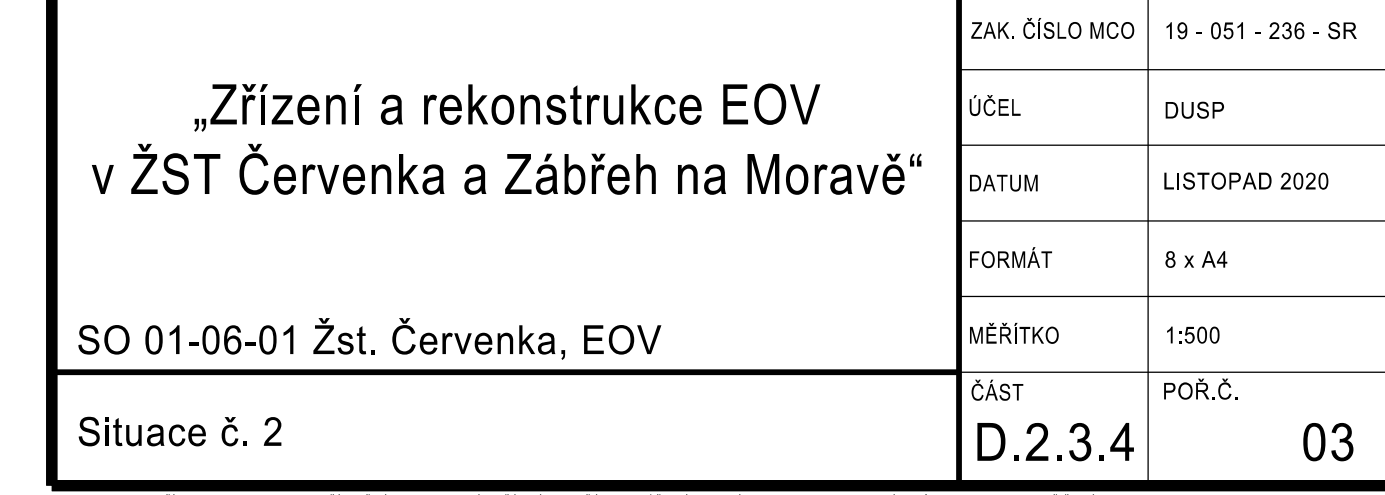 „Zřízení a rekonstrukce EOV
v ŽST Červenka a Zábřeh na Moravě“
SO 01-06-01 Žst. Červenka, EOV
Situace č. 2
ZAK. ČÍSLO MCO 19 - 051 - 236 - SR
ÚČEL DUSP
DATUM LISTOPAD 2020
FORMÁT 8 x A4
MĚŘÍTKO 1:500
ČÁST POŘ.Č.
D.2.3.4 03